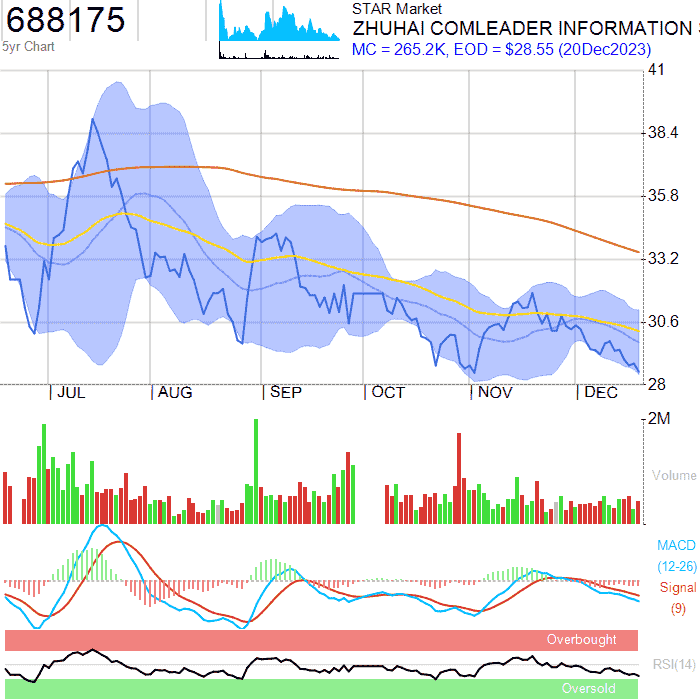 688175
5yr Chart
STAR Market
ZHUHAI COMLEADER INFORMATION
MC = 265.2K, EOD = $28.55 (20Dec2023)
41
38.4
35.8
33.2
30.6
28
JUL AUG SEP OCT NOV DEC
2M
Volume
MACD
(12-26)
Signal
(9)
Overbought
RSI(14)
Oversold